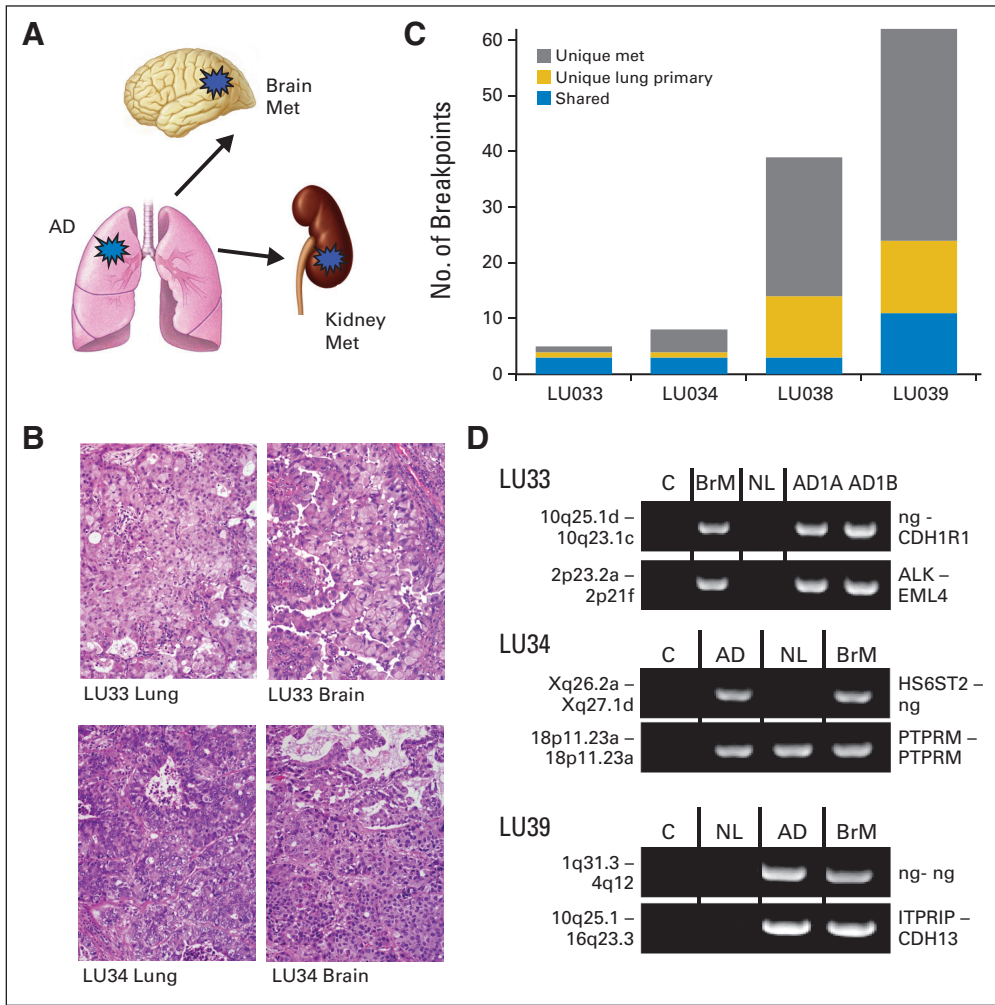 A
Brain
Met
AD
Kidney
Met
C
No. of Breakpoints
60
50
40
30
20
10
0
Unique met
Unique lung primary
Shared
LU033
LU034
LU038
LU039
B
LU33 Lung
LU33 Brain
LU34 Lung
LU34 Brain
D
LU33
C BrM NL AD1A AD1B
10q25.1d –
10q23.1c
ng -
CDH1R1
2p23.2a –
2p21f
ALK –
EML4
LU34
C AD NL BrM
Xq26.2a –
Xq27.1d
HS6ST2 –
ng
18p11.23a –
18p11.23a
PTPRM –
PTPRM
LU39
C NL AD BrM
1q31.3 –
4q12
ng- ng
10q25.1 –
16q23.3
ITPRIP –
CDH13